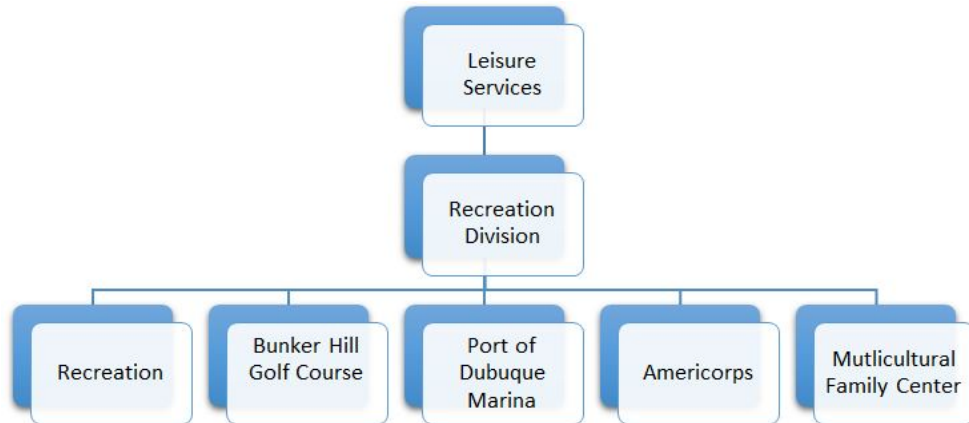 Leisure
Services
Recreation
Division
Recreation
Bunker Hill
Golf Course
Port of
Dubuque
Marina
Americorps
Mutlicultural
Family Center